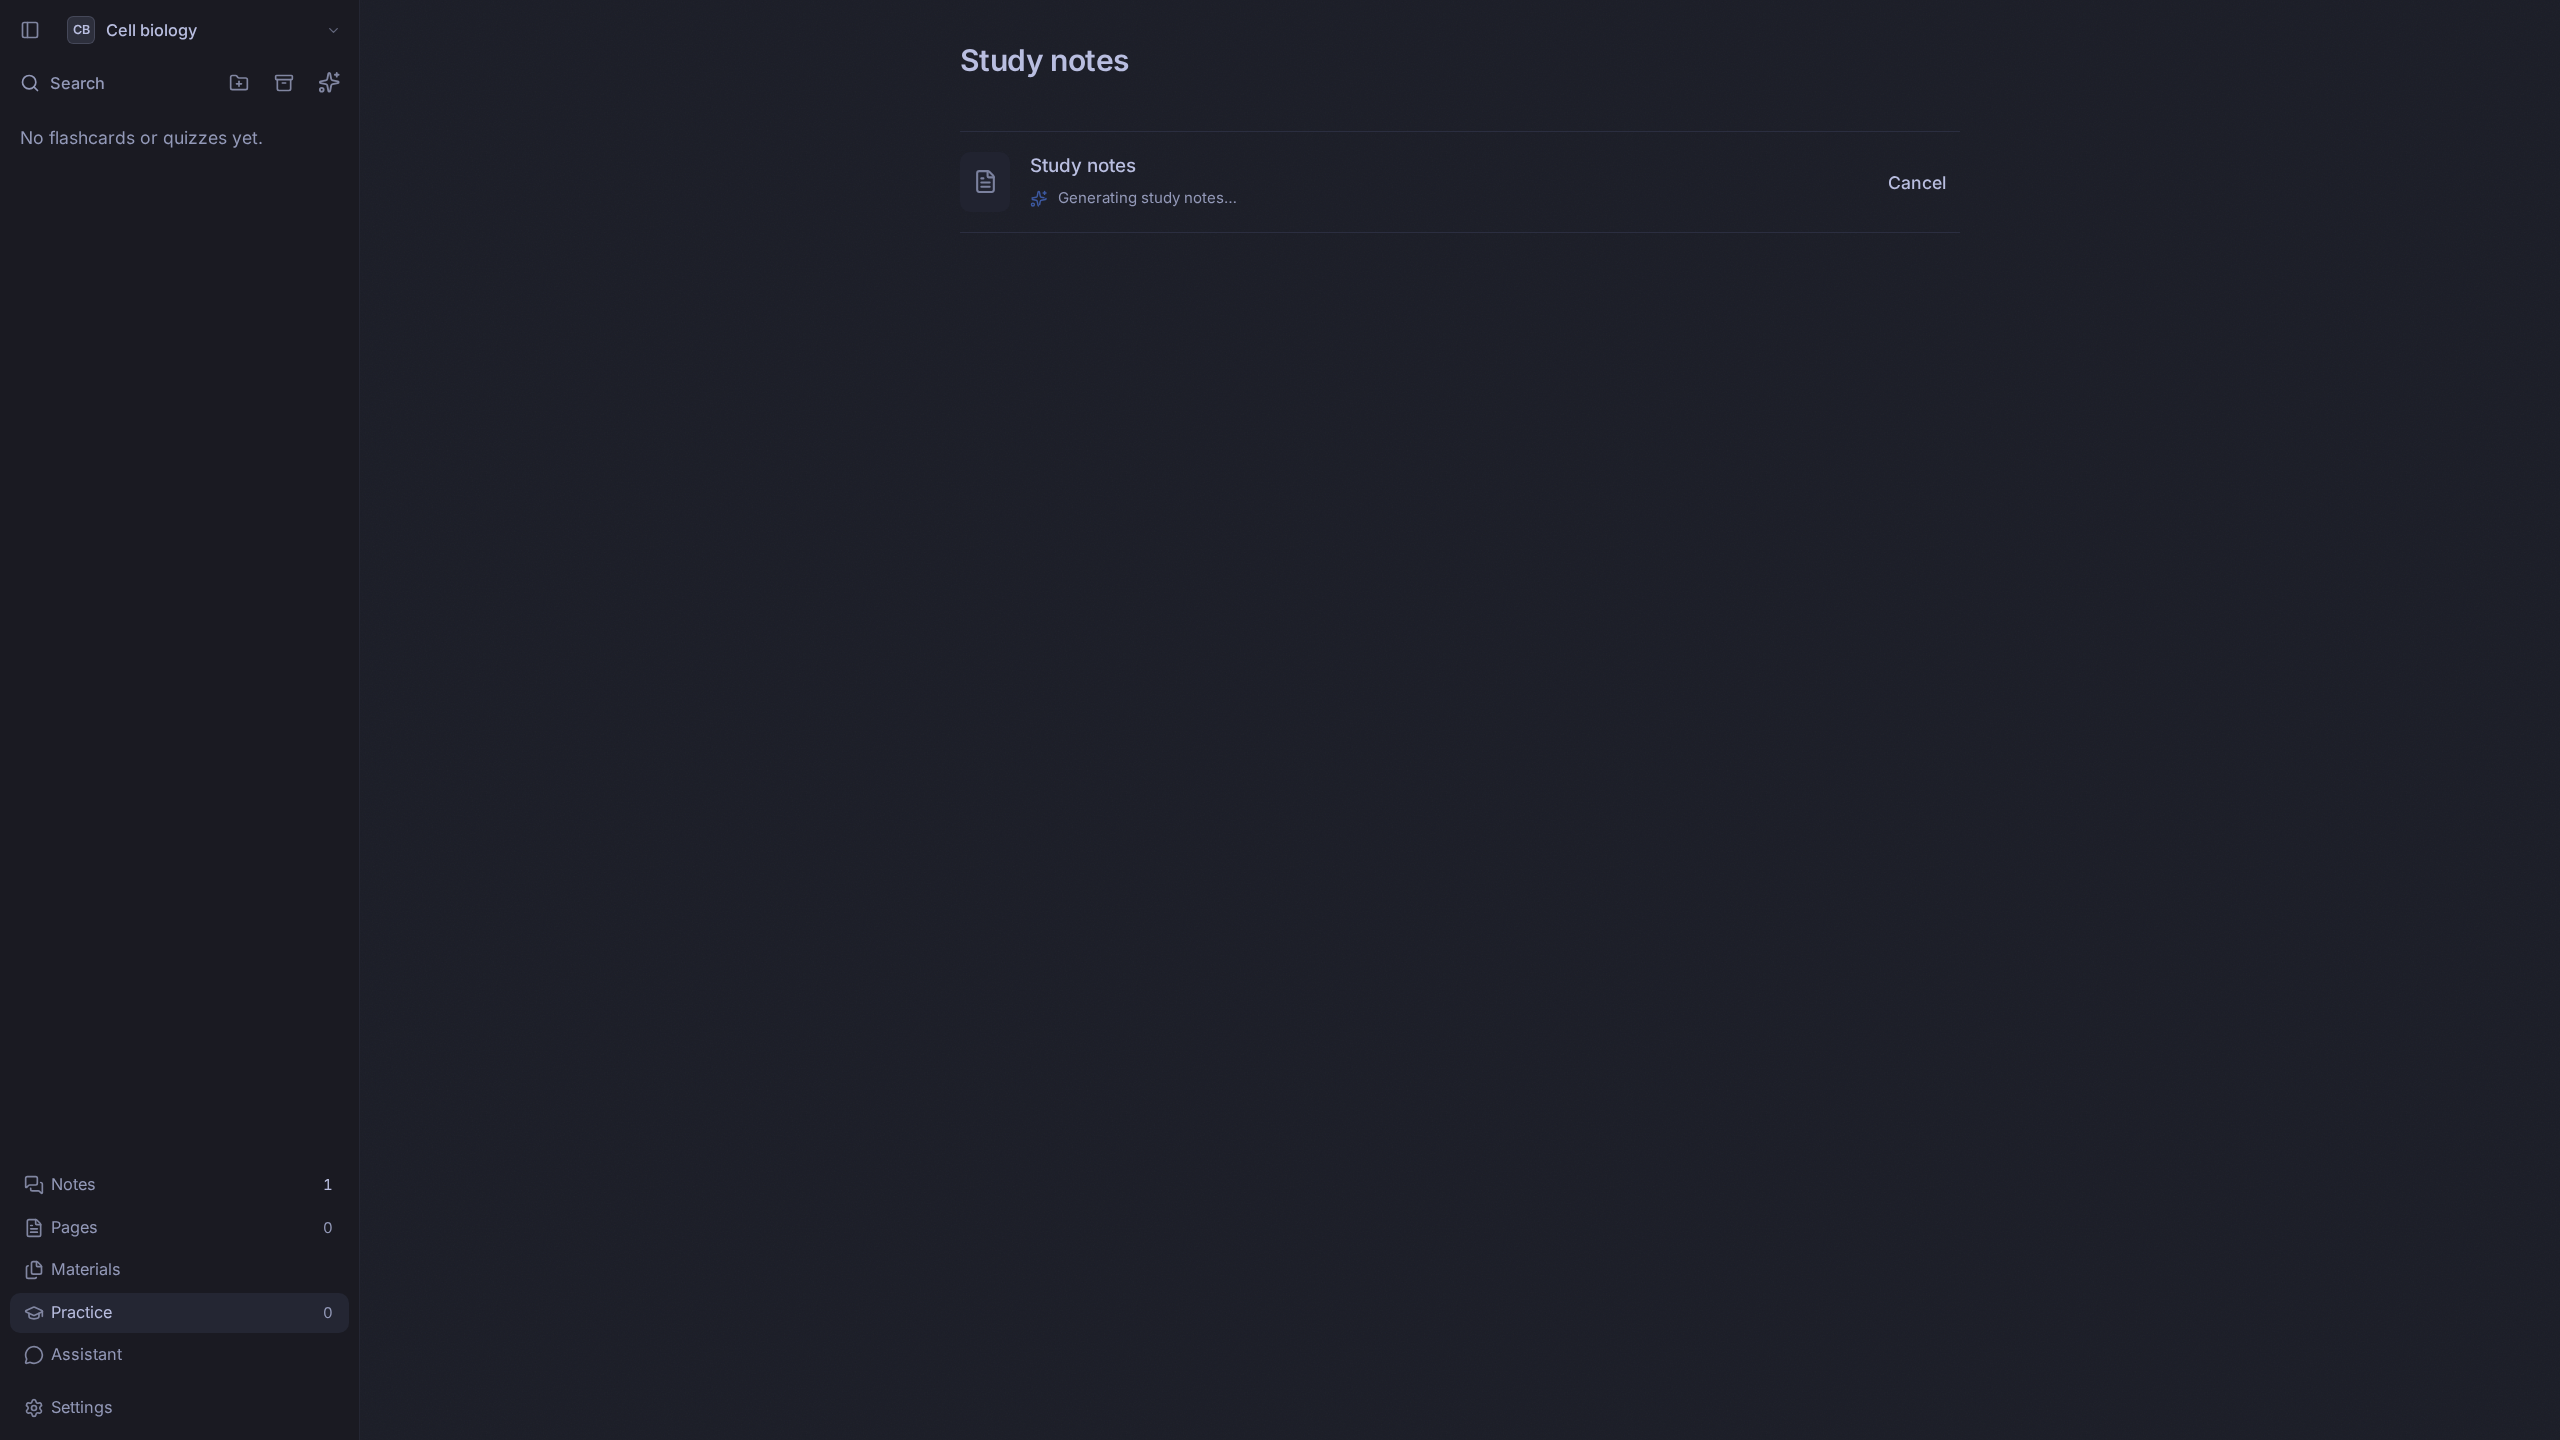 CB Cell biology
Search
No flashcards or quizzes yet.
Notes 1
Pages 0
Materials
Practice 0
Assistant
Settings
Study notes
Study notes
Generating study notes...
Cancel